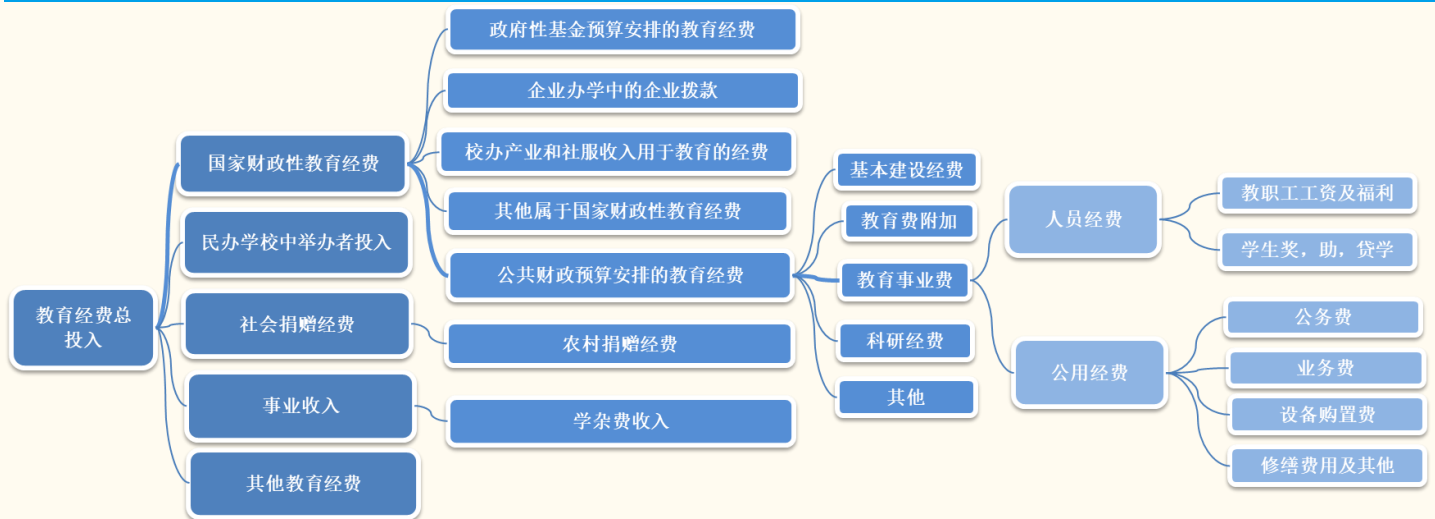 教育经费总
投入
国家财政性教育经费
民办学校中举办者投入
社会捐赠经费
事业收入
其他教育经费
政府性基金预算安排的教育经费
企业办学中的企业拨款
校办产业和社服收入用于教育的经费
其他属于国家财政性教育经费
公共财政预算安排的教育经费
农村捐赠经费
学杂费收入
基本建设经费
教育费附加
教育事业费
科研经费
其他
人员经费
公用经费
教职工工资及福利
学生奖，助，贷学
公务费
业务费
设备购置费
修缮费用及其他